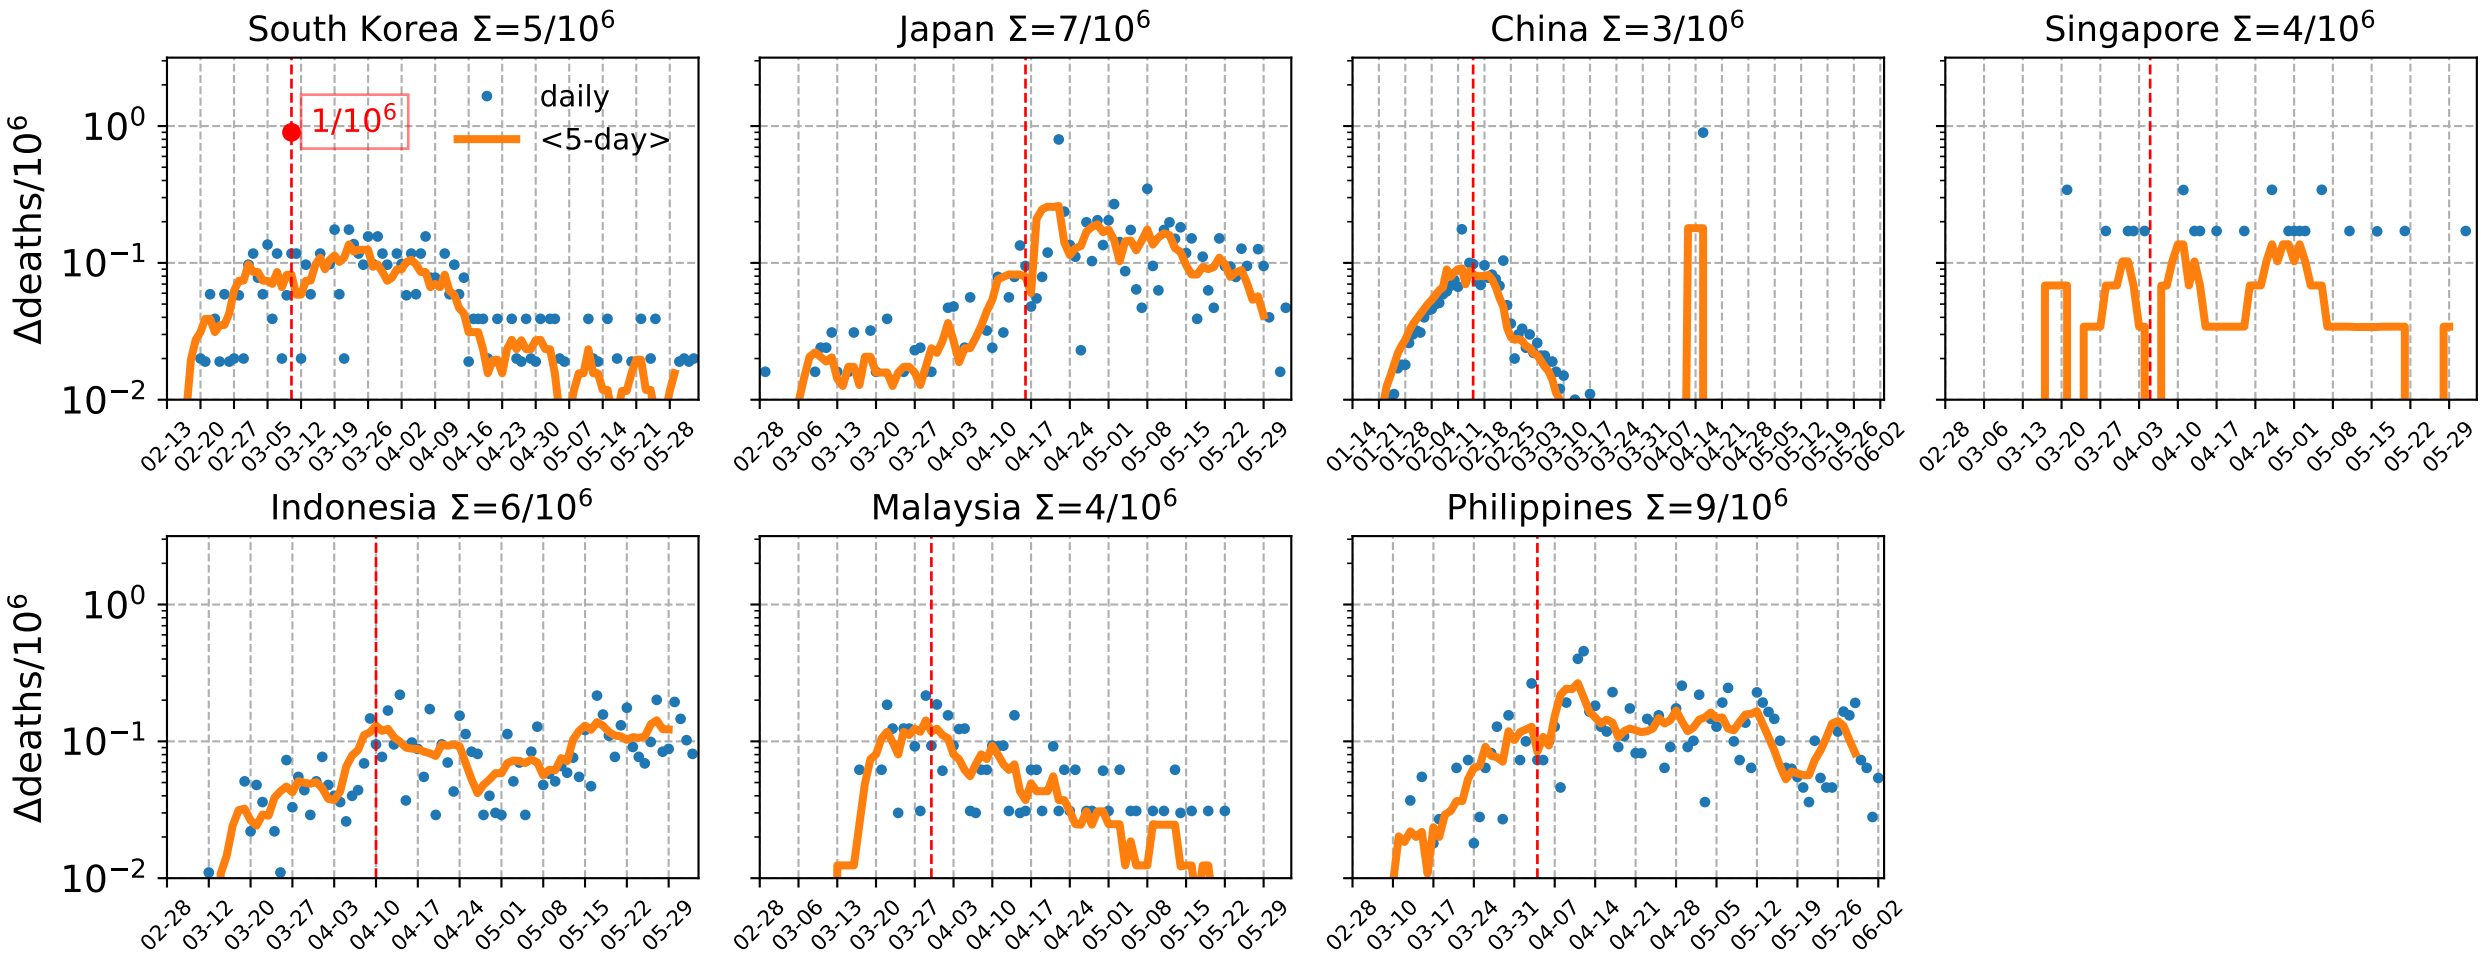 South Korea Σ=5/10⁶
Japan Σ=7/10⁶
China Σ=3/10⁶
Singapore Σ=4/10⁶
Δdeaths/10⁶
10⁰
10⁻¹
10⁻²
1/10⁶
daily
<5-day>
02-13 02-20 02-27 03-05 03-12 03-19 03-26 04-02 04-09 04-16 04-23 04-30 05-07 05-14 05-21 05-28
02-28 03-06 03-13 03-20 03-27 04-03 04-10 04-17 04-24 05-01 05-08 05-15 05-22 05-29
01-14 01-21 01-28 02-04 02-11 02-18 02-25 03-03 03-10 03-17 03-24 03-31 04-07 04-14 04-21 04-28 05-05 05-12 05-19 05-26 06-02
02-28 03-06 03-13 03-20 03-27 04-03 04-10 04-17 04-24 05-01 05-08 05-15 05-22 05-29
Indonesia Σ=6/10⁶
Malaysia Σ=4/10⁶
Philippines Σ=9/10⁶
Δdeaths/10⁶
10⁰
10⁻¹
10⁻²
02-28 03-12 03-20 03-27 04-03 04-10 04-17 04-24 05-01 05-08 05-15 05-22 05-29
02-28 03-06 03-13 03-20 03-27 04-03 04-10 04-17 04-24 05-01 05-08 05-15 05-22 05-29
02-28 03-10 03-17 03-24 03-31 04-07 04-14 04-21 04-28 05-05 05-12 05-19 05-26 06-02